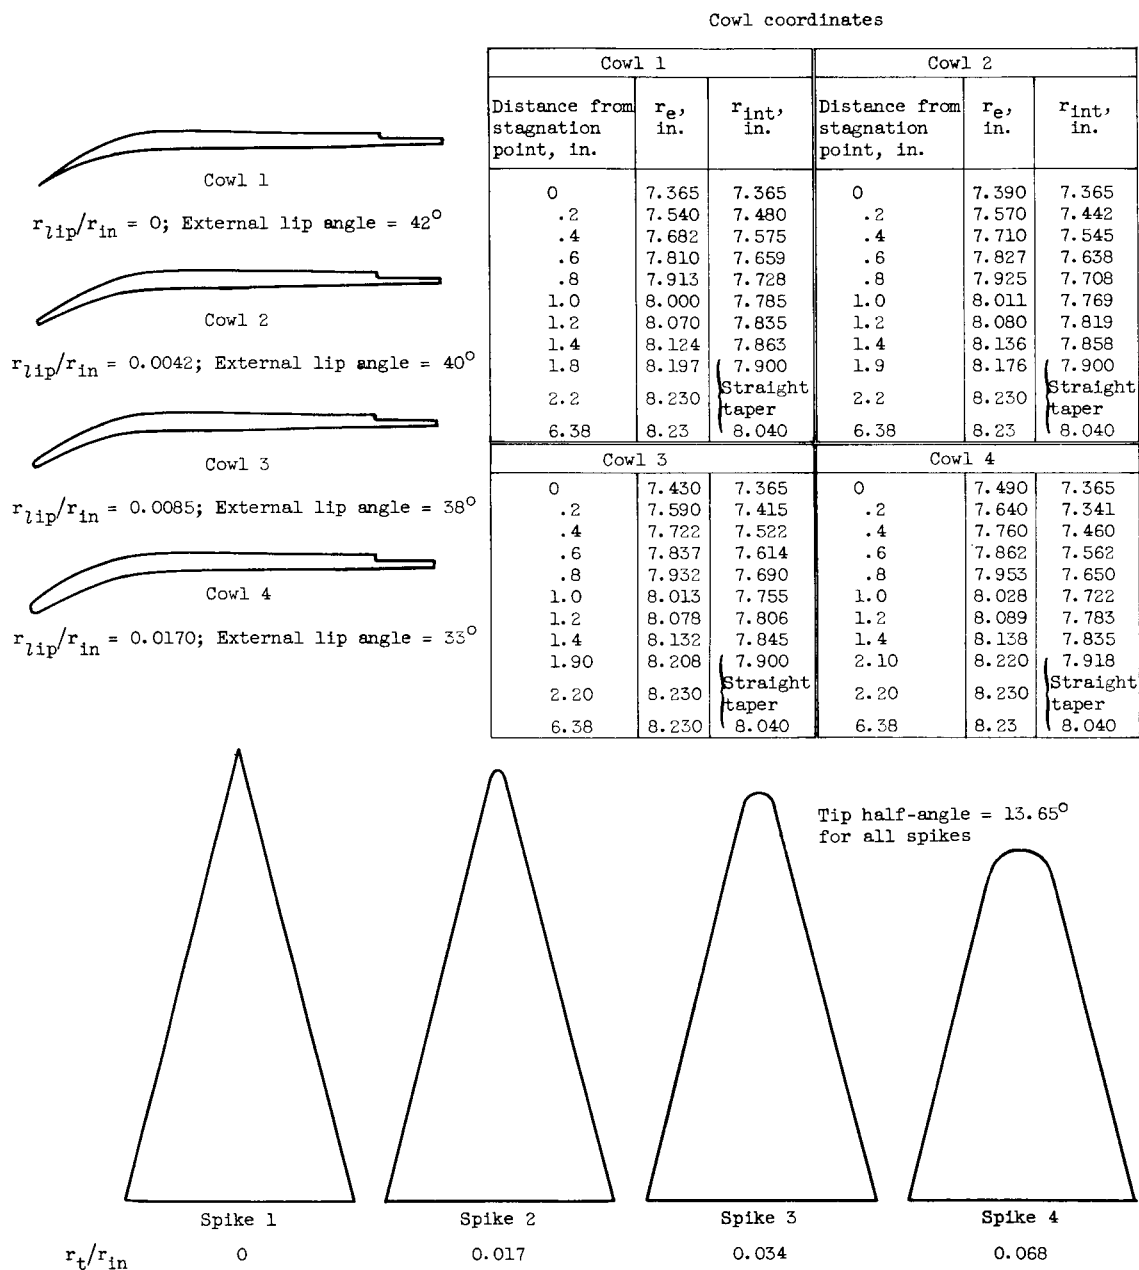 Cowl coordinates
Cowl 1
r_lip/r_in = 0; External lip angle = 42°
Cowl 2
r_lip/r_in = 0.0042; External lip angle = 40°
Cowl 3
r_lip/r_in = 0.0085; External lip angle = 38°
Cowl 4
r_lip/r_in = 0.0170; External lip angle = 33°
Cowl 1 Cowl 2
Distance from stagnation point, in. r_e, in. r_int, in. Distance from stagnation point, in. r_e, in. r_int, in.
0 7.365 7.365 0 7.390 7.365
.2 7.540 7.480 .2 7.570 7.442
.4 7.682 7.575 .4 7.710 7.545
.6 7.810 7.659 .6 7.827 7.638
.8 7.913 7.728 .8 7.925 7.708
1.0 8.000 7.785 1.0 8.011 7.769
1.2 8.070 7.835 1.2 8.080 7.819
1.4 8.124 7.863 1.4 8.136 7.858
1.8 8.197 7.900 1.9 8.176 7.900
2.2 8.230 Straight taper 2.2 8.230 Straight taper
6.38 8.23 8.040 6.38 8.23 8.040
Cowl 3 Cowl 4
0 7.430 7.365 0 7.490 7.365
.2 7.590 7.415 .2 7.640 7.341
.4 7.722 7.522 .4 7.760 7.460
.6 7.837 7.614 .6 7.862 7.562
.8 7.932 7.690 .8 7.953 7.650
1.0 8.013 7.755 1.0 8.028 7.722
1.2 8.078 7.806 1.2 8.089 7.783
1.4 8.132 7.845 1.4 8.138 7.835
1.90 8.208 7.900 2.10 8.220 7.918
2.20 8.230 Straight taper 2.20 8.230 Straight taper
6.38 8.230 8.040 6.38 8.23 8.040
Tip half-angle = 13.65°
for all spikes
Spike 1 Spike 2 Spike 3 Spike 4
r_t/r_in 0 0.017 0.034 0.068